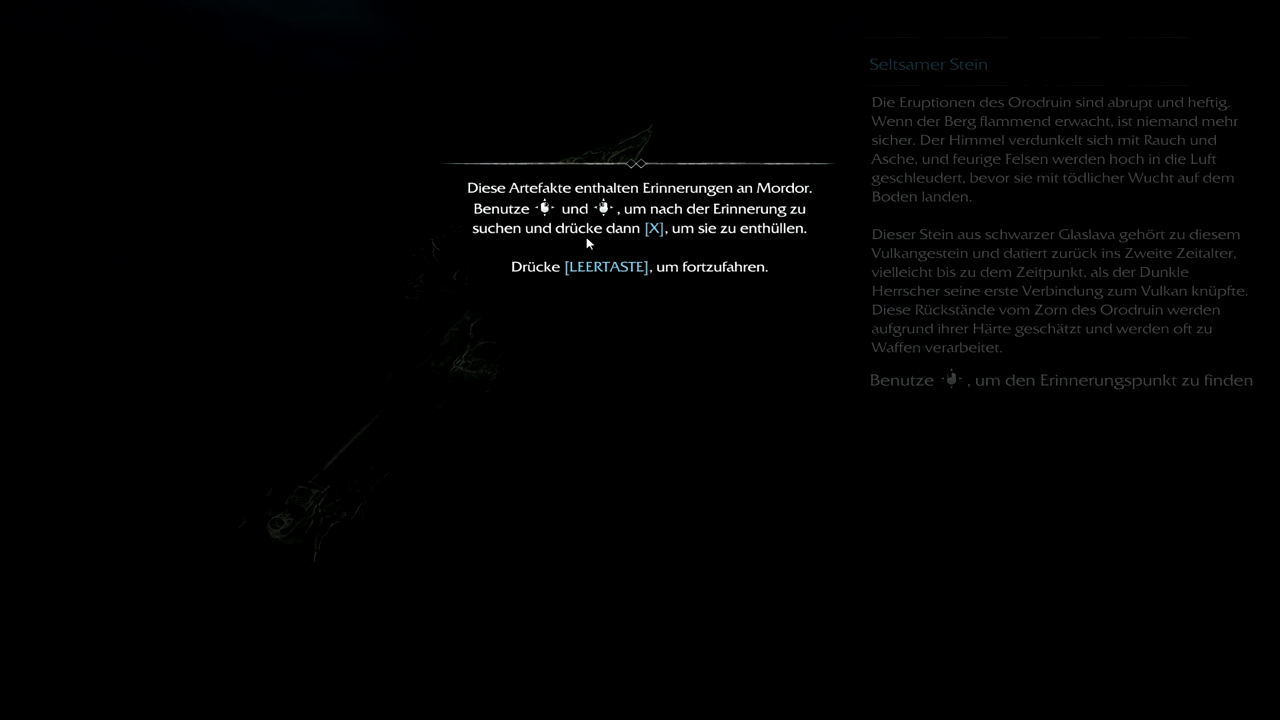 Diese Artefakte enthalten Erinnerungen an Mordor.
Benutze und , um nach der Erinnerung zu
suchen und drücke dann [X], um sie zu enthüllen.
Drücke [LEERTASTE], um fortzufahren.
Seltsamer Stein
Die Eruptionen des Orodruin sind abrupt und heftig.
Wenn der Berg flammend erwacht, ist niemand mehr
sicher. Der Himmel verdunkelt sich mit Rauch und
Asche, und feurige Felsen werden hoch in die Luft
geschleudert, bevor sie mit tödlicher Wucht auf dem
Boden landen.
Dieser Stein aus schwarzer Glaslava gehört zu diesem
Vulkangestein und datiert zurück ins Zweite Zeitalter,
vielleicht bis zu dem Zeitpunkt, als der Dunkle
Herrscher seine erste Verbindung zum Vulkan knüpfte.
Diese Rückstände vom Zorn des Orodruin werden
aufgrund ihrer Härte geschätzt und werden oft zu
Waffen verarbeitet.
Benutze , um den Erinnerungspunkt zu finden